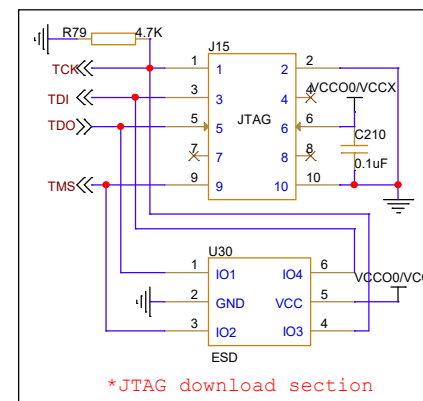 R79 4.7K
J15
TCK 1 1 2 2
TDI 3 3 4 4 VCCO0/VCCX
TDO 5 5 JTAG 6 6
C210
7 7 8 8
0.1uF
TMS 9 9 10 10
U30
1 IO1 IO4 6
2 GND VCC 5 VCCO0/VCC
3 IO2 IO3 4
ESD
*JTAG download section